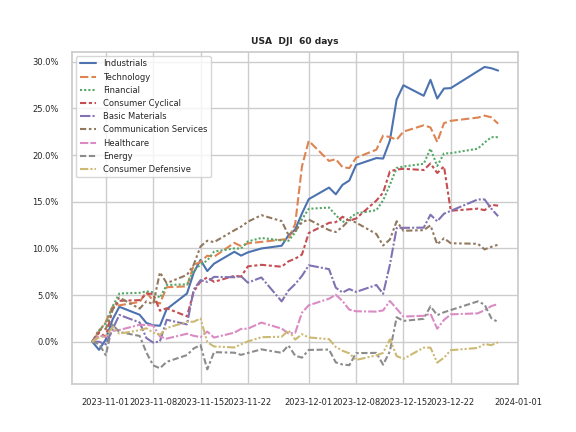 USA DJI 60 days
30.0%
25.0%
20.0%
15.0%
10.0%
5.0%
0.0%
Industrials
Technology
Financial
Consumer Cyclical
Basic Materials
Communication Services
Healthcare
Energy
Consumer Defensive
2023-11-01 2023-11-08 2023-11-15 2023-11-22 2023-12-01 2023-12-08 2023-12-15 2023-12-22 2024-01-01